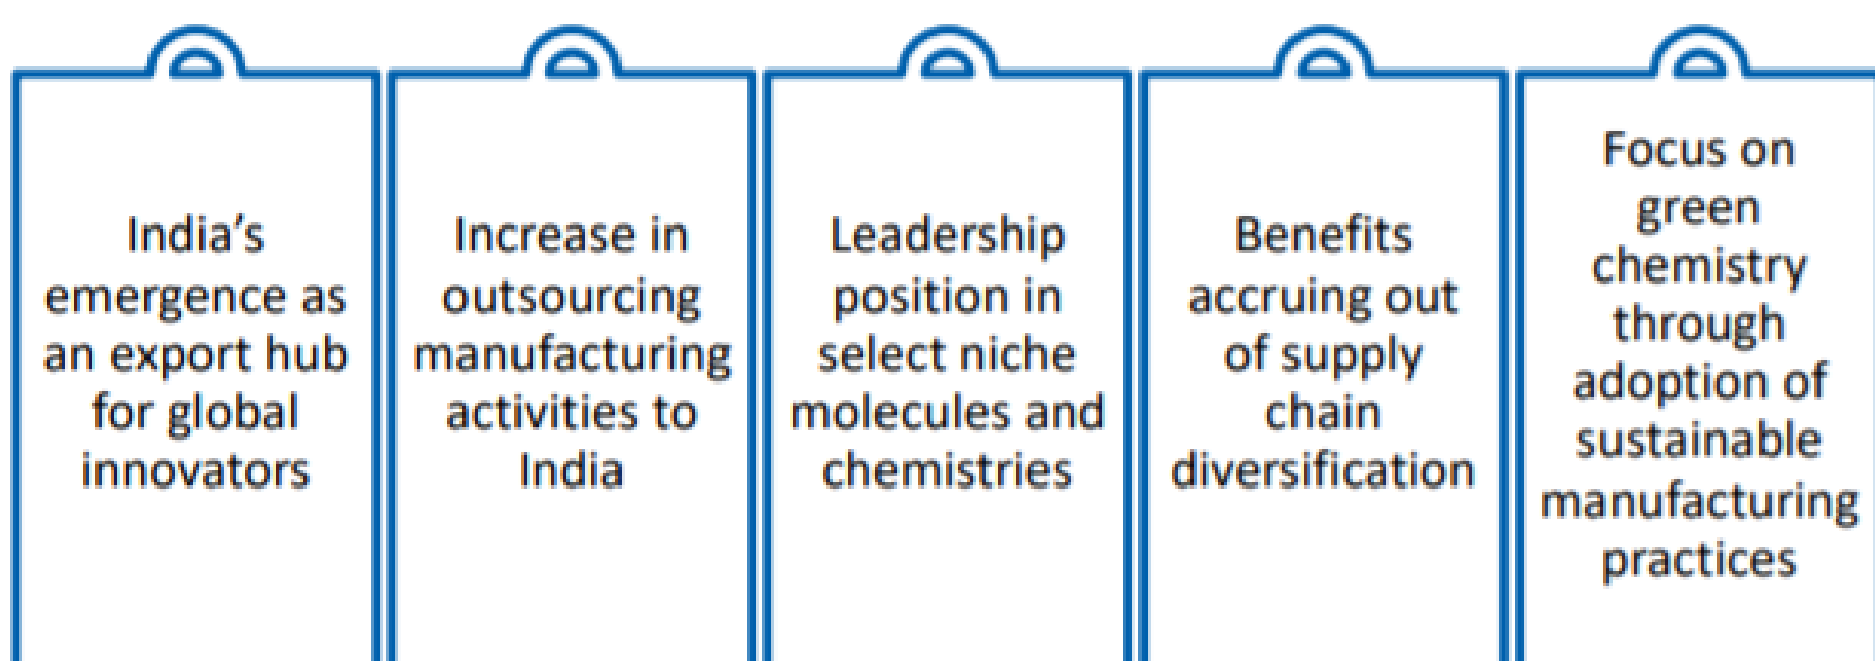 India’s
emergence as
an export hub
for global
innovators
Increase in
outsourcing
manufacturing
activities to
India
Leadership
position in
select niche
molecules and
chemistries
Benefits
accruing out
of supply
chain
diversification
Focus on
green
chemistry
through
adoption of
sustainable
manufacturing
practices